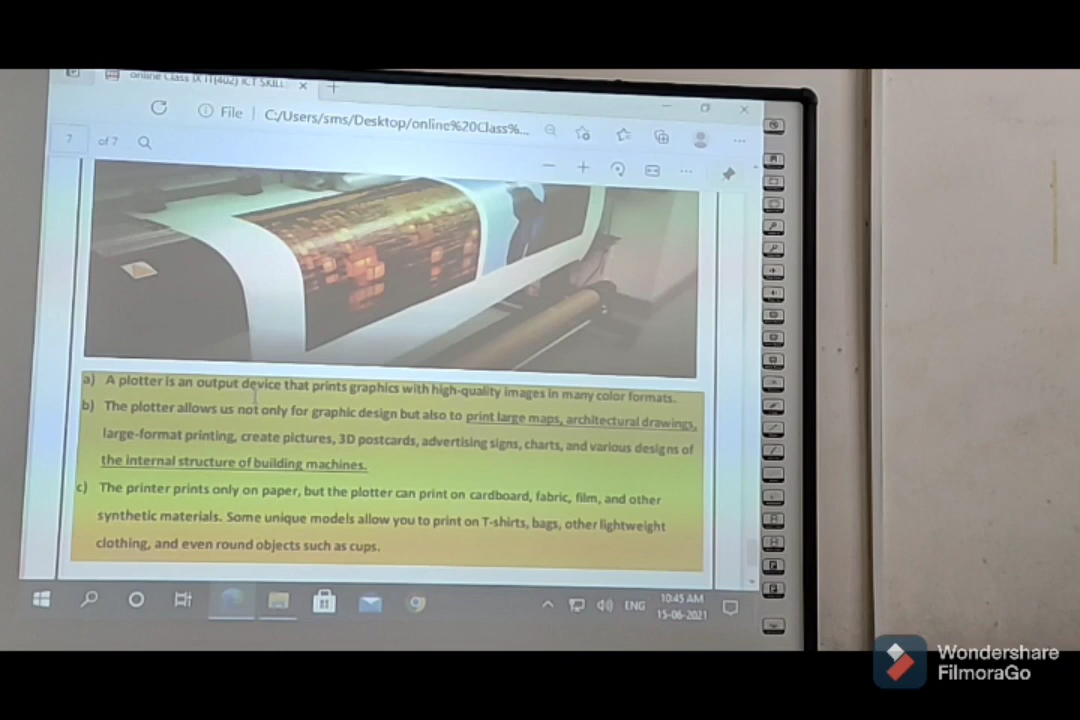 online Class IX IT(402) ICT SKILL
File | C:/Users/sms/Desktop/online%20Class%...
7 of 7
a) A plotter is an output device that prints graphics with high-quality images in many color formats.
b) The plotter allows us not only for graphic design but also to print large maps, architectural drawings,
large-format printing, create pictures, 3D postcards, advertising signs, charts, and various designs of
the internal structure of building machines.
c) The printer prints only on paper, but the plotter can print on cardboard, fabric, film, and other
synthetic materials. Some unique models allow you to print on T-shirts, bags, other lightweight
clothing, and even round objects such as cups.
ENG
10:45 AM
15-06-2021
Wondershare
FilmoraGo